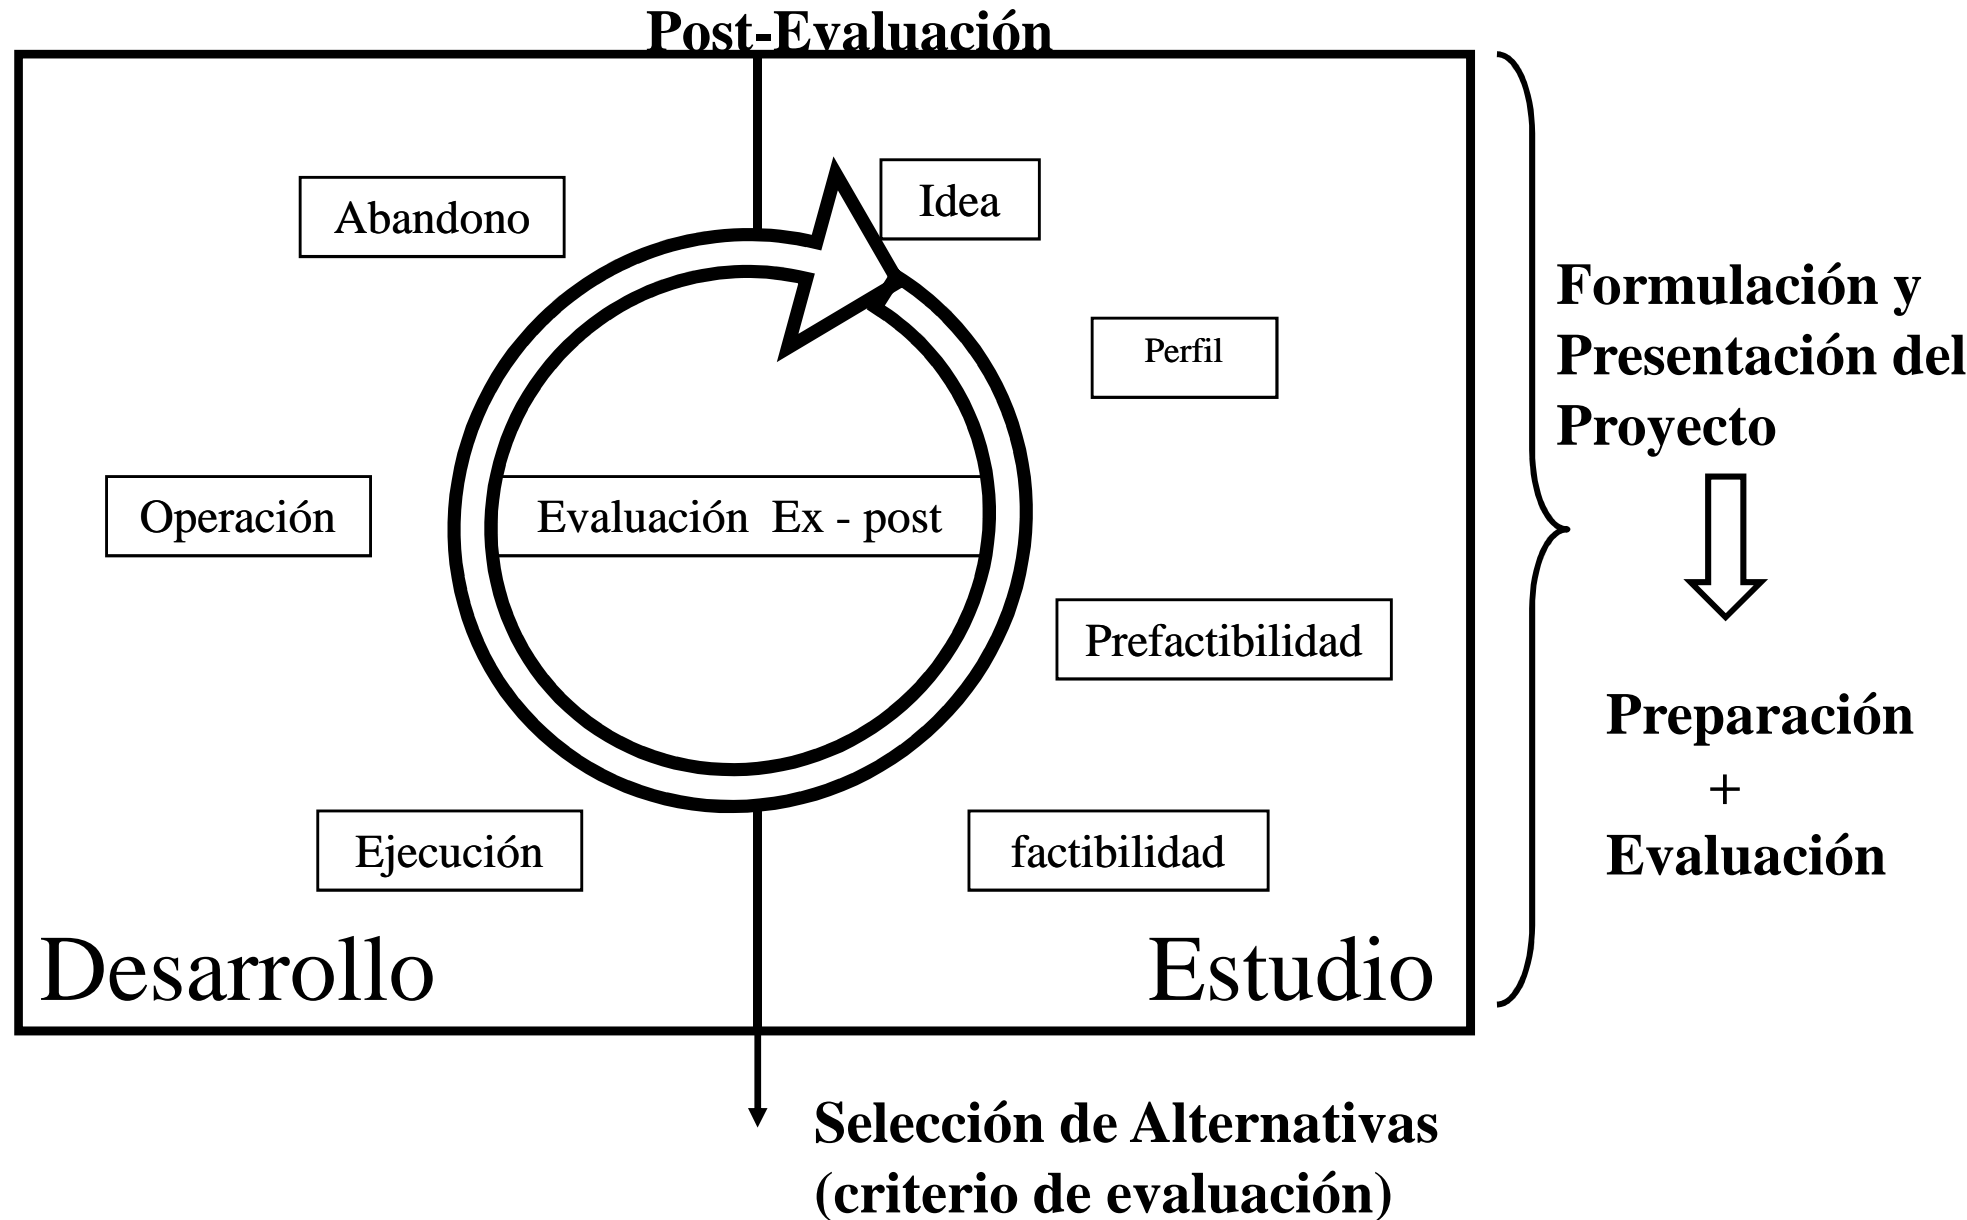 Post-Evaluación
Abandono
Idea
Perfil
Operación
Evaluación Ex - post
Prefactibilidad
Ejecución
factibilidad
Desarrollo
Estudio
Formulación y
Presentación del
Proyecto
Preparación
+
Evaluación
Selección de Alternativas
(criterio de evaluación)